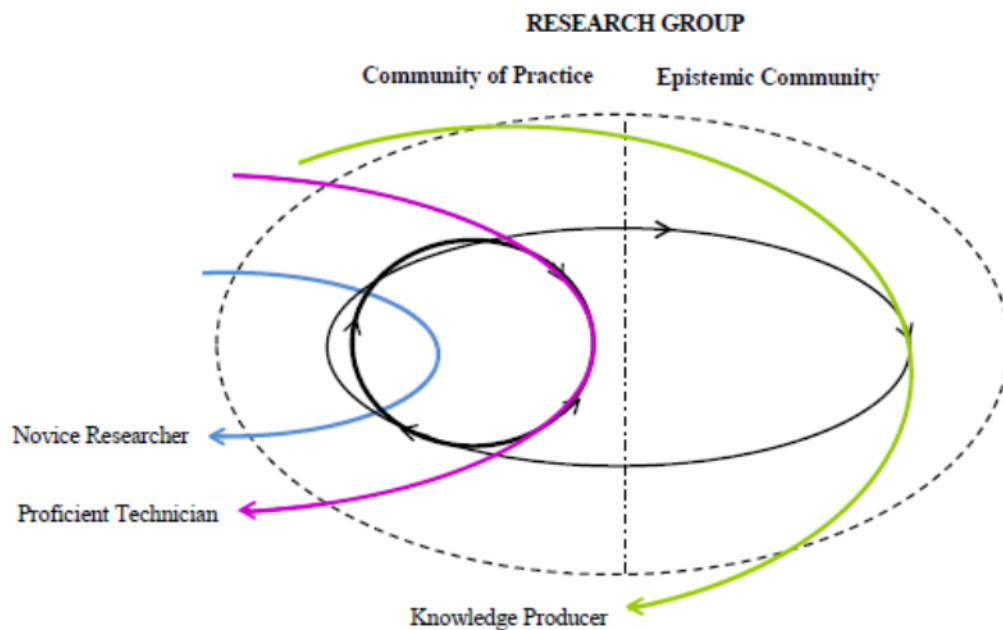 RESEARCH GROUP
Community of Practice
Epistemic Community
Novice Researcher
Proficient Technician
Knowledge Producer